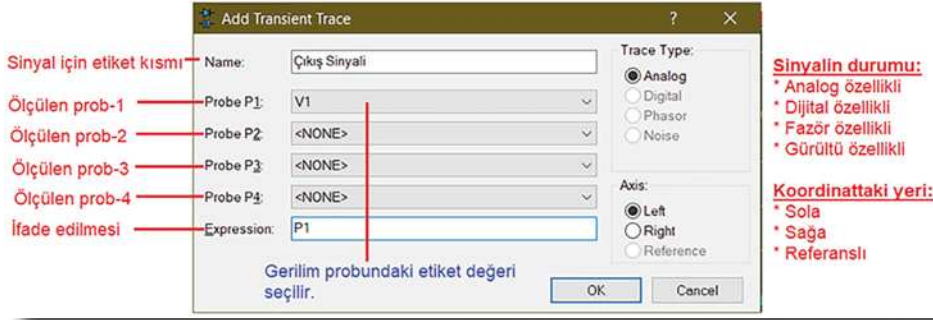 Add Transient Trace
Sinyal için etiket kısmı
Name:
Çıkış Sinyali
Ölçülen prob-1
Probe P1:
V1
Ölçülen prob-2
Probe P2:
<NONE>
Ölçülen prob-3
Probe P3:
<NONE>
Ölçülen prob-4
Probe P4:
<NONE>
İfade edilmesi
Expression:
P1
Gerilim probundaki etiket değeri
seçilir.
Trace Type:
Analog
Digital
Phasor
Noise
Axis:
Left
Right
Reference
OK
Cancel
Sinyalin durumu:
* Analog özellikli
* Dijital özellikli
* Fazör özellikli
* Gürültü özellikli
Koordinattaki yeri:
* Sola
* Sağa
* Referanslı